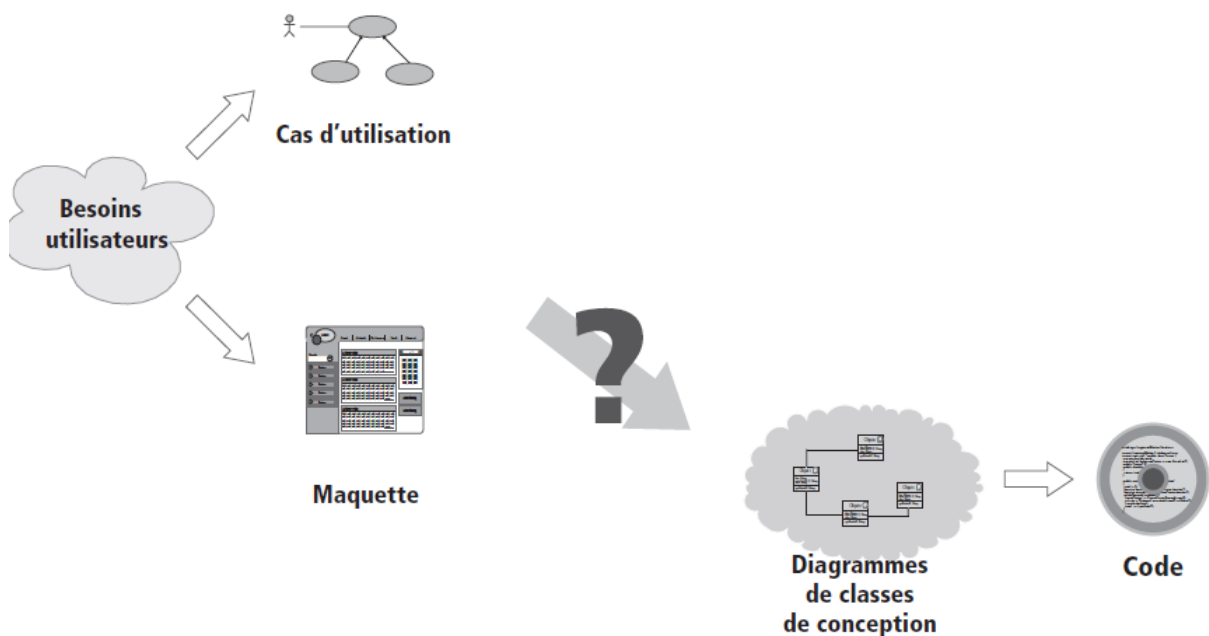 Cas d'utilisation
Besoins
utilisateurs
?
Maquette
Diagrammes
de classes
de conception
Code